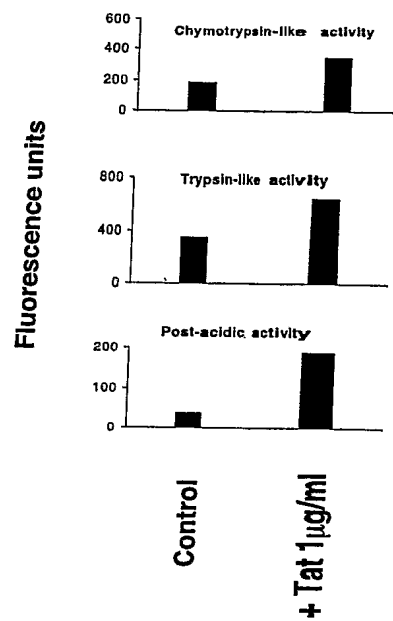 Fluorescence units
Chymotrypsin-like activity
600
400
200
0
Trypsin-like activity
800
400
0
Post-acidic activity
200
100
0
Control
+ Tat 1µg/ml